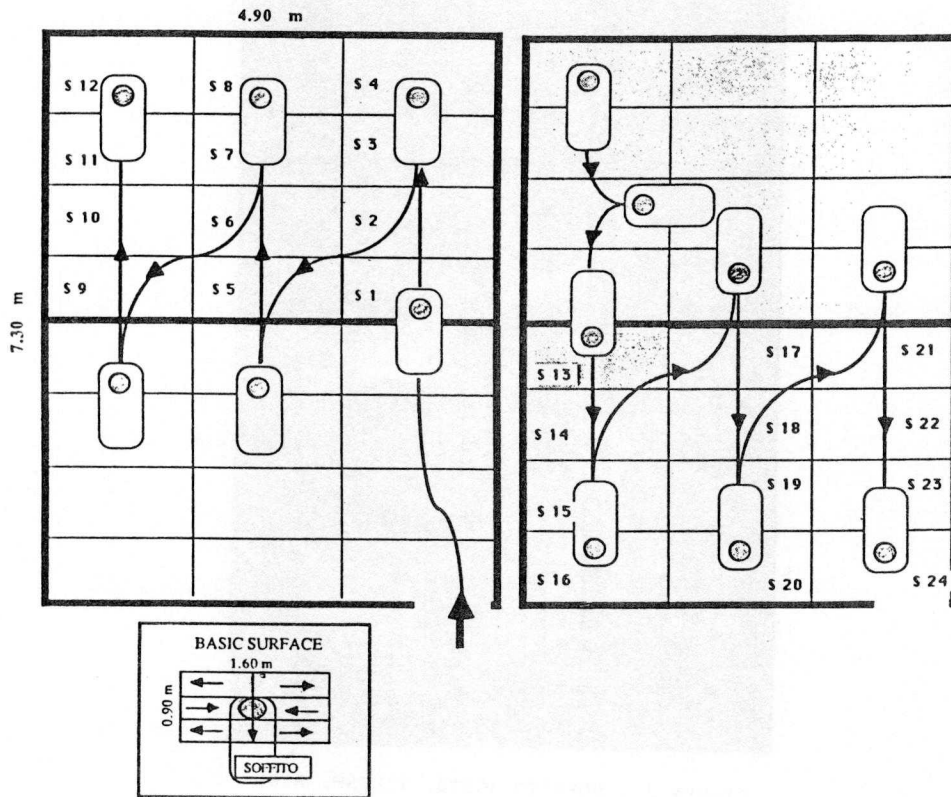 4.90 m
7.30 m
S 12
S 8
S 4
S 11
S 7
S 3
S 10
S 6
S 2
S 9
S 5
S 1
S 13
S 17
S 21
S 14
S 18
S 22
S 15
S 19
S 23
S 16
S 20
S 24
BASIC SURFACE
1.60 m
0.90 m
SOFFITO